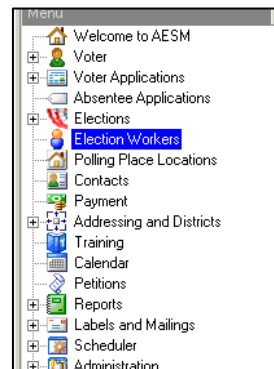 Menu
Welcome to AESM
Voter
Voter Applications
Absentee Applications
Elections
Election Workers
Polling Place Locations
Contacts
Payment
Addressing and Districts
Training
Calendar
Petitions
Reports
Labels and Mailings
Scheduler
Administration